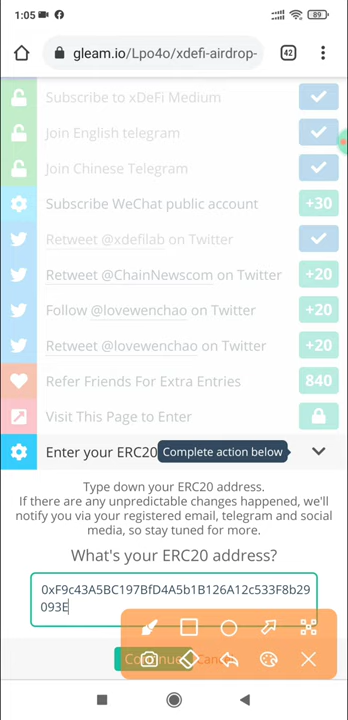 1:05
89
gleam.io/Lpo4o/xdefi-airdrop-
42
Subscribe to xDeFi Medium
Join English telegram
Join Chinese Telegram
Subscribe WeChat public account
+30
Retweet @xdefilab on Twitter
Retweet @ChainNewscom on Twitter
+20
Follow @lovewenchao on Twitter
+20
Retweet @lovewenchao on Twitter
+20
Refer Friends For Extra Entries
840
Visit This Page to Enter
Enter your ERC20
Complete action below
Type down your ERC20 address.
If there are any unpredictable changes happened, we'll
notify you via your registered email, telegram and social
media, so stay tuned for more.
What's your ERC20 address?
0xF9c43A5BC197BfD4A5b1B126A12c533F8b29
093E